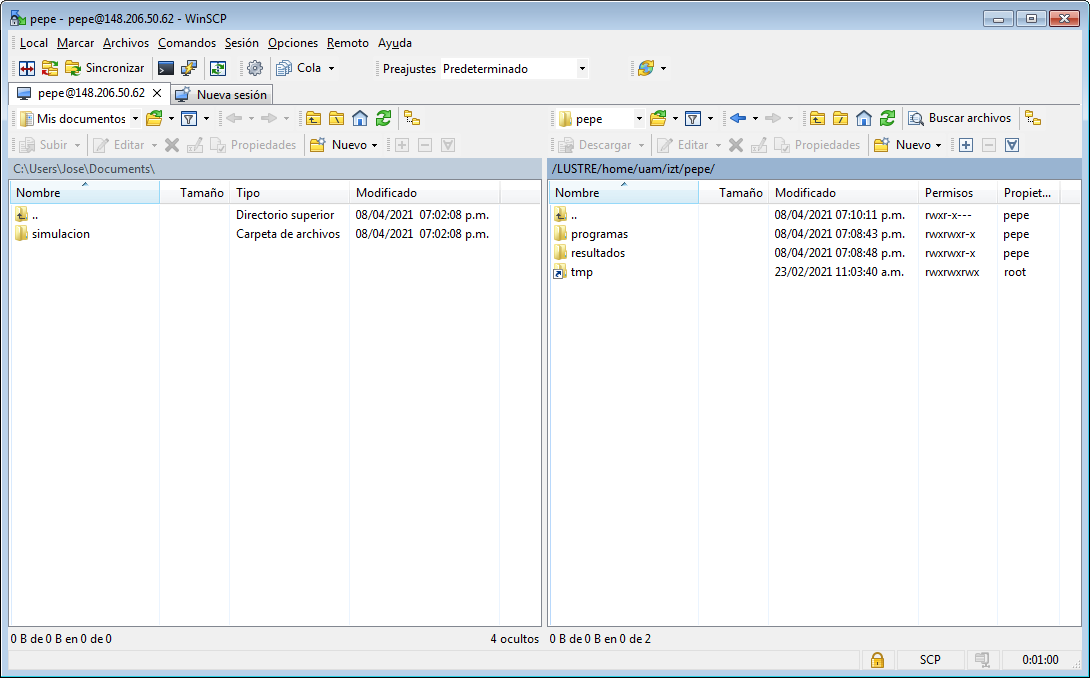 pepe - pepe@148.206.50.62 - WinSCP
Local Marcar Archivos Comandos Sesión Opciones Remoto Ayuda
Sincronizar Cola Preajustes Predeterminado
pepe@148.206.50.62 Nueva sesión
Mis documentos pepe Buscar archivos
Subir Editar Propiedades Nuevo Descargar Editar Propiedades Nuevo
C:\Users\Jose\Documents\ /LUSTRE/home/uam/izt/pepe/
Nombre Tamaño Tipo Modificado Nombre Tamaño Modificado Permisos Propiet...
.. Directorio superior 08/04/2021 07:02:08 p.m. .. 08/04/2021 07:10:11 p.m. rwxr-x--- pepe
simulacion Carpeta de archivos 08/04/2021 07:02:08 p.m. programas 08/04/2021 07:08:43 p.m. rwxrwxr-x pepe
resultados 08/04/2021 07:08:48 p.m. rwxrwxr-x pepe
tmp 23/02/2021 11:03:40 a.m. rwxrwxrwx root
0 B de 0 B en 0 de 0 4 ocultos 0 B de 0 B en 0 de 2
SCP 0:01:00